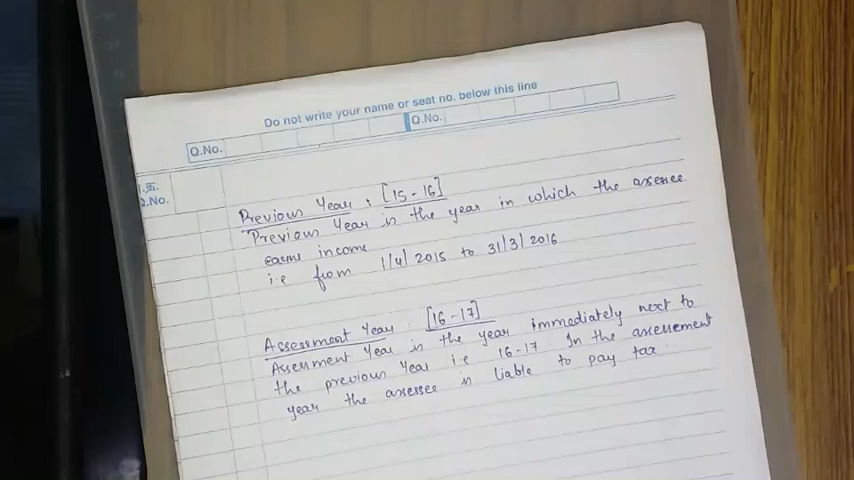 Do not write your name or seat no. below this line
Q.No. Q.No.
प्र.क्र.
Q.No.
Previous Year : [15-16]
Previous Year is the year in which the assesee
earns income
i.e from 1/4/2015 to 31/3/2016
Assessment Year : [16-17]
Assessment Year is the year immediately next to
the previous Year i.e 16-17. In the assessment
year the assesee is liable to pay tax.